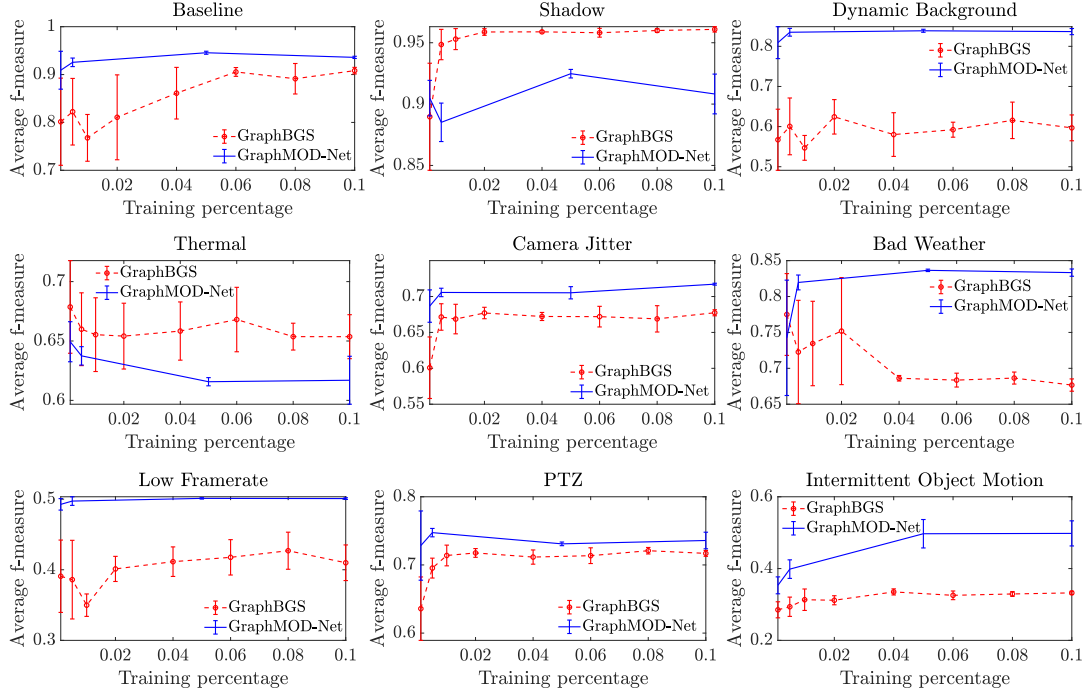 Baseline
Average f-measure
1
0.9
0.8
0.7
GraphBGS
GraphMOD-Net
0.02 0.04 0.06 0.08 0.1
Training percentage
Shadow
Average f-measure
0.95
0.9
0.85
GraphBGS
GraphMOD-Net
0.02 0.04 0.06 0.08 0.1
Training percentage
Dynamic Background
Average f-measure
0.8
0.7
0.6
0.5
GraphBGS
GraphMOD-Net
0.02 0.04 0.06 0.08 0.1
Training percentage
Thermal
Average f-measure
0.7
0.65
0.6
GraphBGS
GraphMOD-Net
0.02 0.04 0.06 0.08 0.1
Training percentage
Camera Jitter
Average f-measure
0.7
0.65
0.6
0.55
GraphBGS
GraphMOD-Net
0.02 0.04 0.06 0.08 0.1
Training percentage
Bad Weather
Average f-measure
0.85
0.8
0.75
0.7
0.65
GraphBGS
GraphMOD-Net
0.02 0.04 0.06 0.08 0.1
Training percentage
Low Framerate
Average f-measure
0.5
0.4
0.3
GraphBGS
GraphMOD-Net
0.02 0.04 0.06 0.08 0.1
Training percentage
PTZ
Average f-measure
0.8
0.7
0.6
GraphBGS
GraphMOD-Net
0.02 0.04 0.06 0.08 0.1
Training percentage
Intermittent Object Motion
Average f-measure
0.6
0.4
0.2
GraphBGS
GraphMOD-Net
0.02 0.04 0.06 0.08 0.1
Training percentage